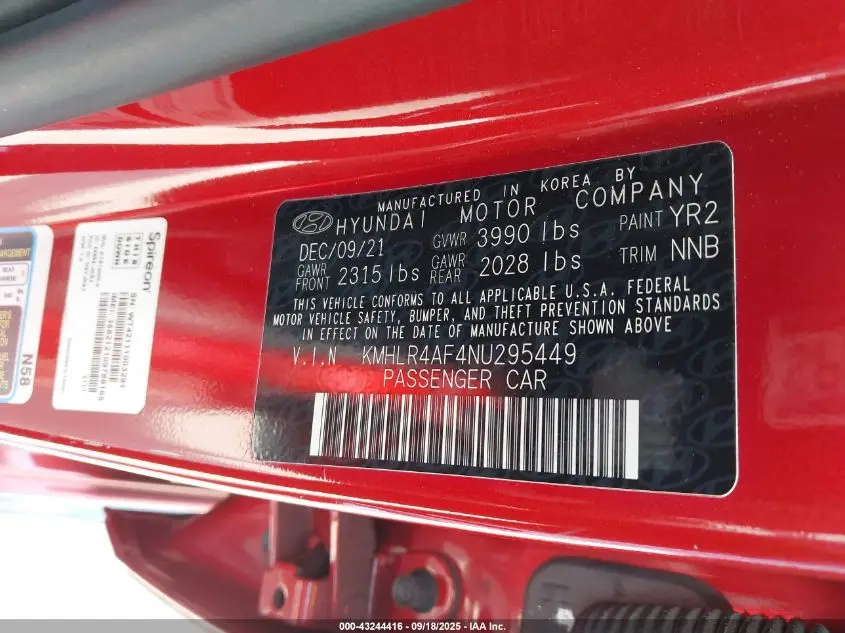 MANUFACTURED IN KOREA BY
HYUNDAI MOTOR COMPANY
DEC/09/21 GVWR 3990 lbs PAINT YR2
GAWR FRONT 2315 lbs GAWR REAR 2028 lbs TRIM NNB
THIS VEHICLE CONFORMS TO ALL APPLICABLE U.S.A. FEDERAL
MOTOR VEHICLE SAFETY, BUMPER, AND THEFT PREVENTION STANDARDS
IN EFFECT ON THE DATE OF MANUFACTURE SHOWN ABOVE
V.I.N KMHLR4AF4NU295449
PASSENGER CAR
Spireon
THIS
SIDE
DOWN
N58
000-43244416 - 09/18/2025 - IAA Inc.